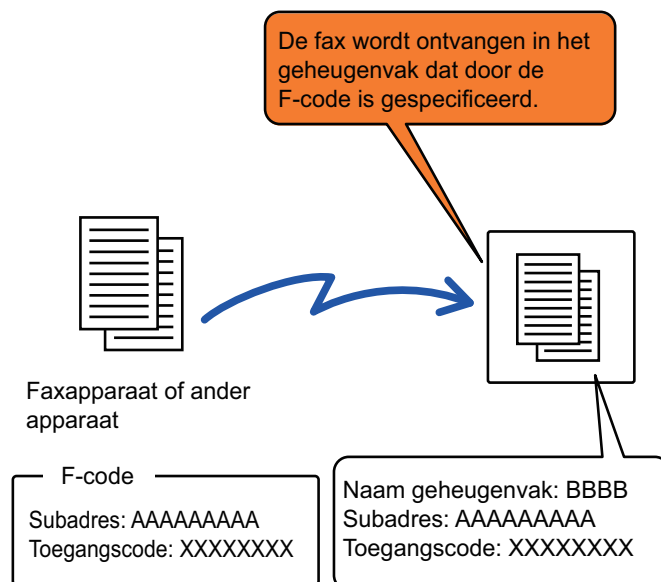 De fax wordt ontvangen in het
geheugenvak dat door de
F-code is gespecificeerd.
Faxapparaat of ander
apparaat
F-code
Subadres: AAAAAAAAA
Toegangscode: XXXXXXXX
Naam geheugenvak: BBBB
Subadres: AAAAAAAAA
Toegangscode: XXXXXXXX